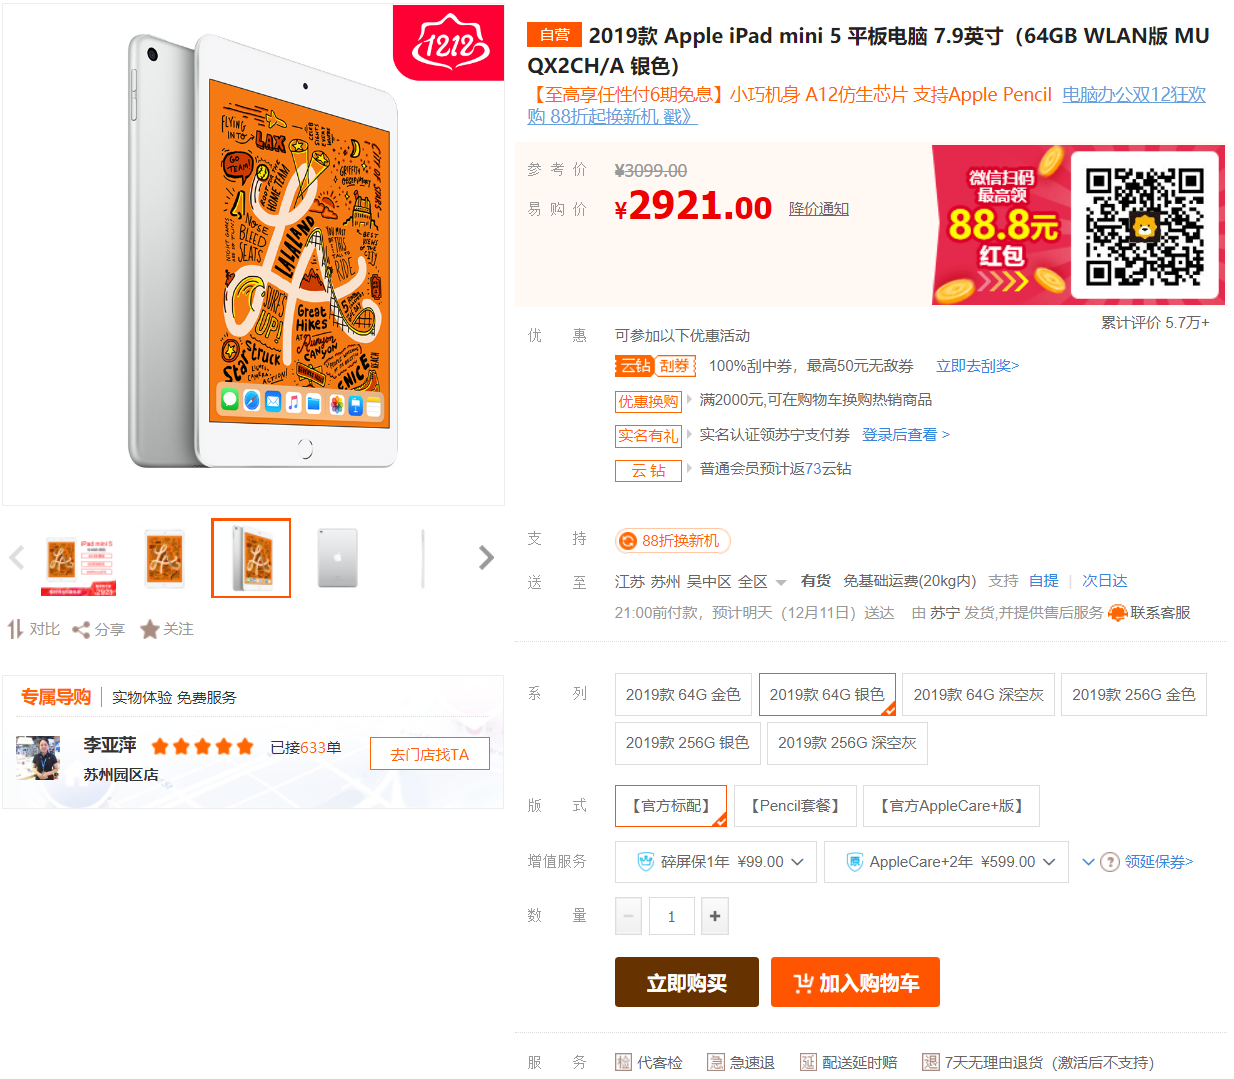 1212
自营 2019款 Apple iPad mini 5 平板电脑 7.9英寸（64GB WLAN版 MU
QX2CH/A 银色）
【至高享任性付6期免息】小巧机身 A12仿生芯片 支持Apple Pencil 电脑办公双12狂欢
购 88折起换新机 戳》
参考价 ¥3099.00
易购价 ¥2921.00 降价通知
微信扫码
最高领
88.8元
红包
累计评价 5.7万+
优惠 可参加以下优惠活动
云钻 刮券 100%刮中券，最高50元无敌券 立即去刮奖>
优惠换购 满2000元,可在购物车换购热销商品
实名有礼 实名认证领苏宁支付券 登录后查看 >
云钻 普通会员预计返73云钻
支持 88折换新机
送至 江苏 苏州 吴中区 全区 有货 免基础运费(20kg内) 支持 自提 | 次日达
21:00前付款，预计明天（12月11日）送达 由 苏宁 发货,并提供售后服务 联系客服
对比 分享 关注
专属导购 实物体验 免费服务
李亚萍 已接633单
苏州园区店
去门店找TA
系列 2019款 64G 金色 2019款 64G 银色 2019款 64G 深空灰 2019款 256G 金色
2019款 256G 银色 2019款 256G 深空灰
版式 【官方标配】 【Pencil套餐】 【官方AppleCare+版】
增值服务 碎屏保1年 ¥99.00 AppleCare+2年 ¥599.00 ? 领延保券>
数量 − 1 +
立即购买 加入购物车
服务 检 代客检 急 急速退 延 配送延时赔 退 7天无理由退货（激活后不支持）